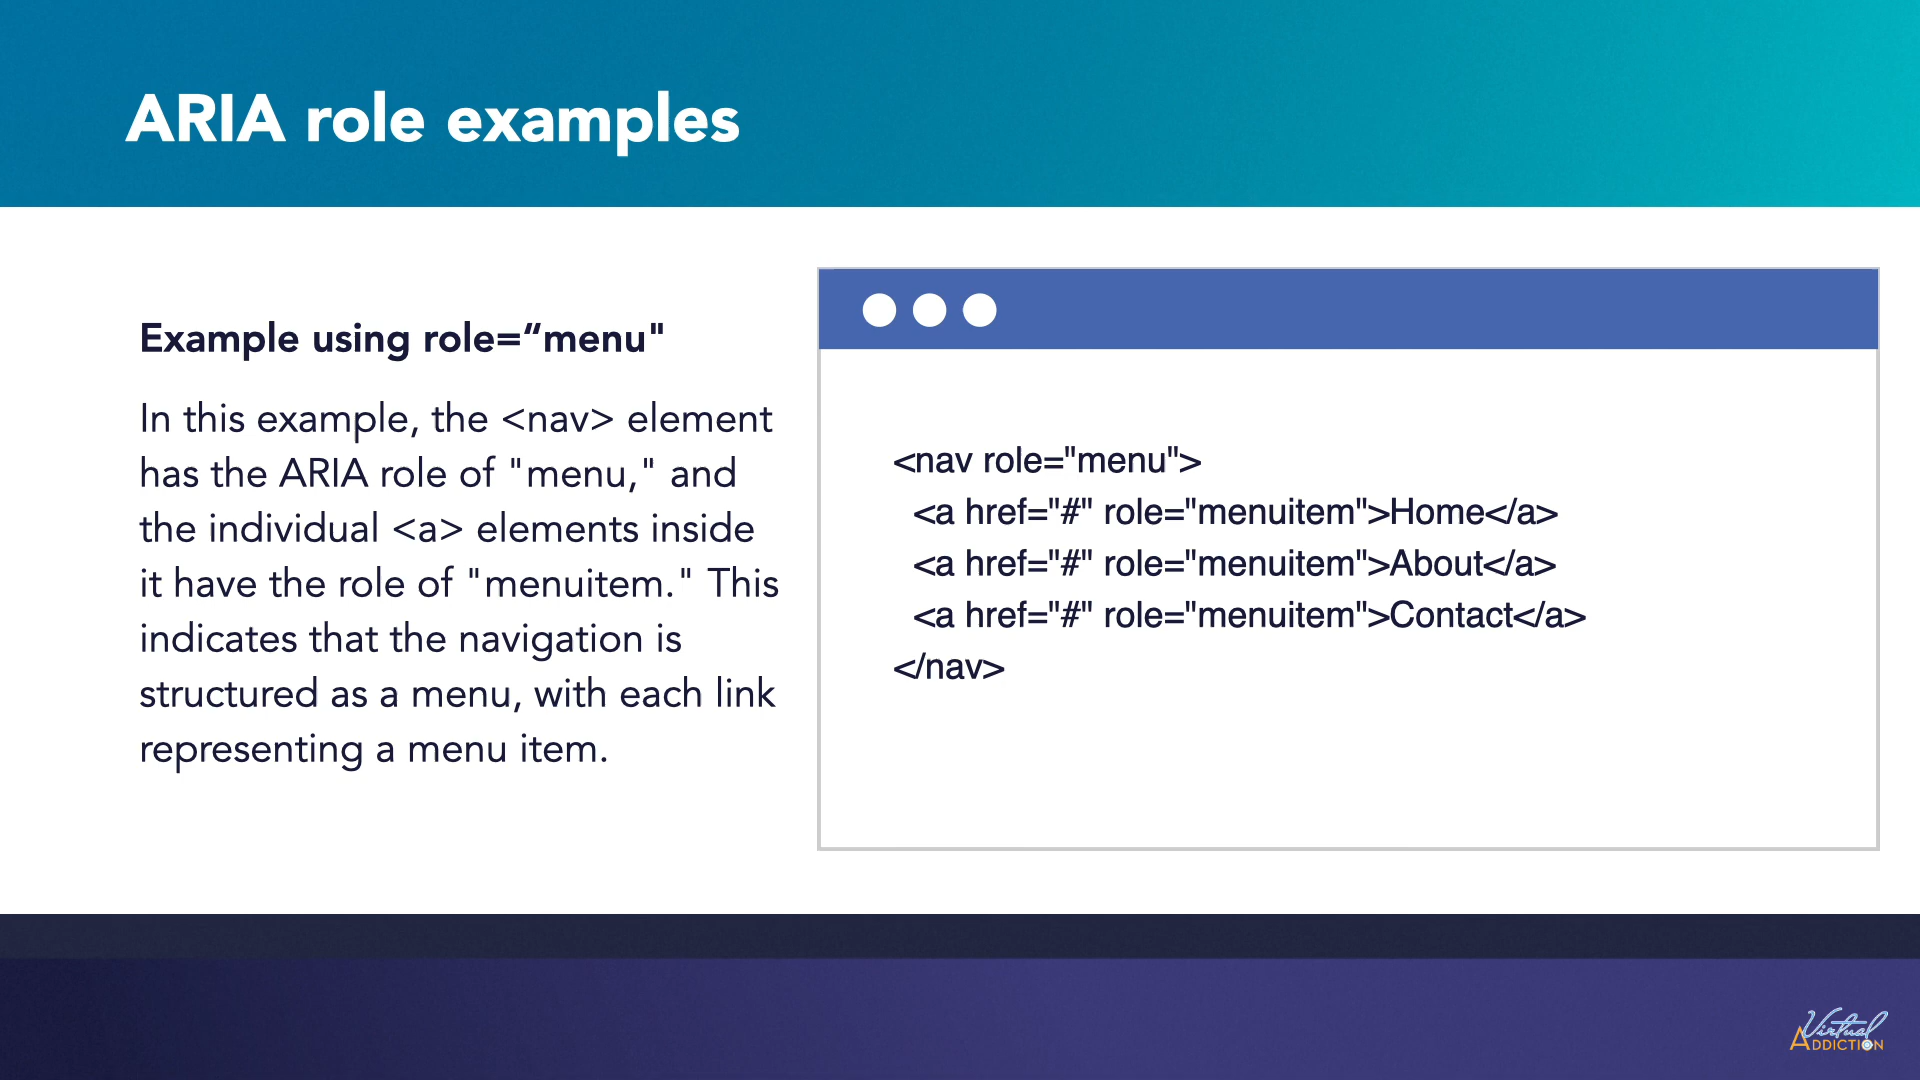 ARIA role examples
Example using role=“menu"
In this example, the <nav> element
has the ARIA role of "menu," and
the individual <a> elements inside
it have the role of "menuitem." This
indicates that the navigation is
structured as a menu, with each link
representing a menu item.
<nav role="menu">
<a href="#" role="menuitem">Home</a>
<a href="#" role="menuitem">About</a>
<a href="#" role="menuitem">Contact</a>
</nav>
Virtual
ADDICTION